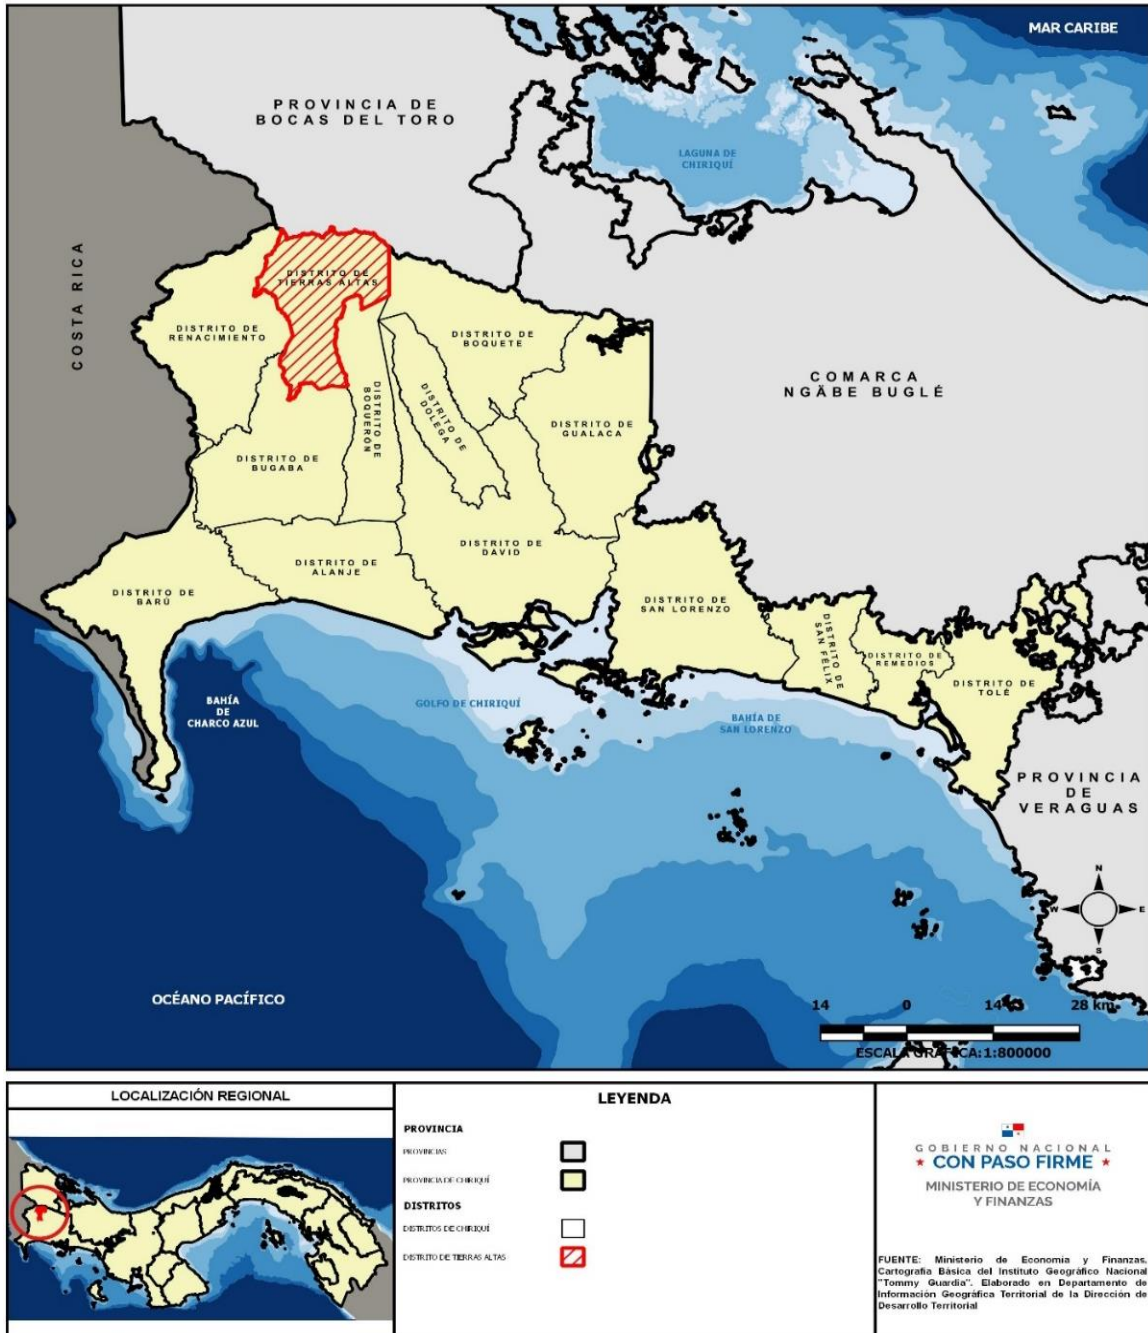 MAR CARIBE
PROVINCIA DE
BOCAS DEL TORO
LAGUNA DE
CHIRIQUÍ
COSTA RICA
DISTRITO DE
TIERRAS ALTAS
DISTRITO DE
RENACIMIENTO
DISTRITO DE
BOQUETE
COMARCA
NGÄBE BUGLÉ
DISTRITO DE
BOQUERÓN
DISTRITO DE
DOLEGA
DISTRITO DE
GUALACA
DISTRITO DE
BUGABA
DISTRITO DE
DAVID
DISTRITO DE
ALANJE
DISTRITO DE
BARÚ
DISTRITO DE
SAN LORENZO
DISTRITO DE
SAN FÉLIX
DISTRITO DE
REMEDIOS
DISTRITO DE
TOLÉ
BAHÍA
DE
CHARCO AZUL
GOLFO DE CHIRIQUÍ
BAHÍA DE
SAN LORENZO
PROVINCIA
DE
VERAGUAS
N
W E
S
OCÉANO PACÍFICO
14 0 14 28 km
ESCALA GRÁFICA:1:800000
LOCALIZACIÓN REGIONAL
LEYENDA
PROVINCIA
PROVINCIAS
PROVINCIA DE CHIRIQUÍ
DISTRITOS
DISTRITOS DE CHIRIQUÍ
DISTRITO DE TIERRAS ALTAS
GOBIERNO NACIONAL
CON PASO FIRME
MINISTERIO DE ECONOMÍA
Y FINANZAS
FUENTE: Ministerio de Economía y Finanzas.
Cartografía Básica del Instituto Geográfico Nacional
"Tommy Guardia". Elaborado en Departamento de
Información Geográfica Territorial de la Dirección de
Desarrollo Territorial